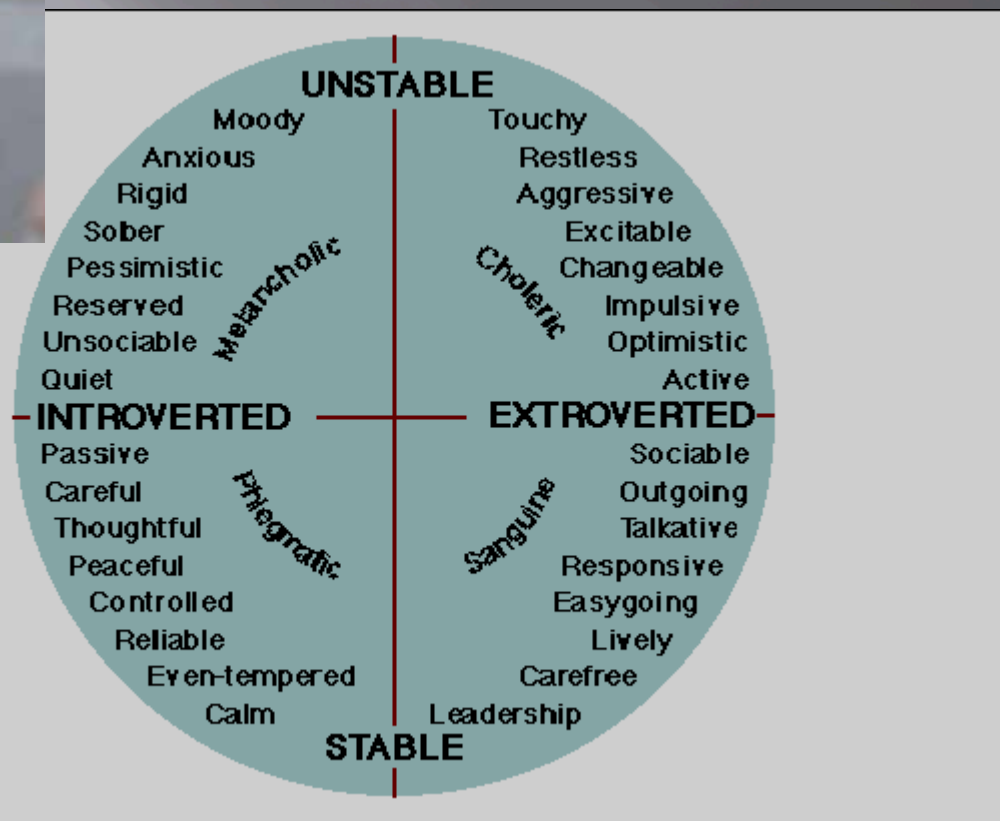 UNSTABLE
Moody
Touchy
Anxious
Restless
Rigid
Aggressive
Sober
Excitable
Pessimistic
Changeable
Reserved
Impulsive
Unsociable
Optimistic
Quiet
Active
Melancholic
Choleric
INTROVERTED
EXTROVERTED
Passive
Sociable
Careful
Outgoing
Thoughtful
Talkative
Peaceful
Responsive
Controlled
Easygoing
Reliable
Lively
Even-tempered
Carefree
Calm
Leadership
Phlegmatic
Sanguine
STABLE